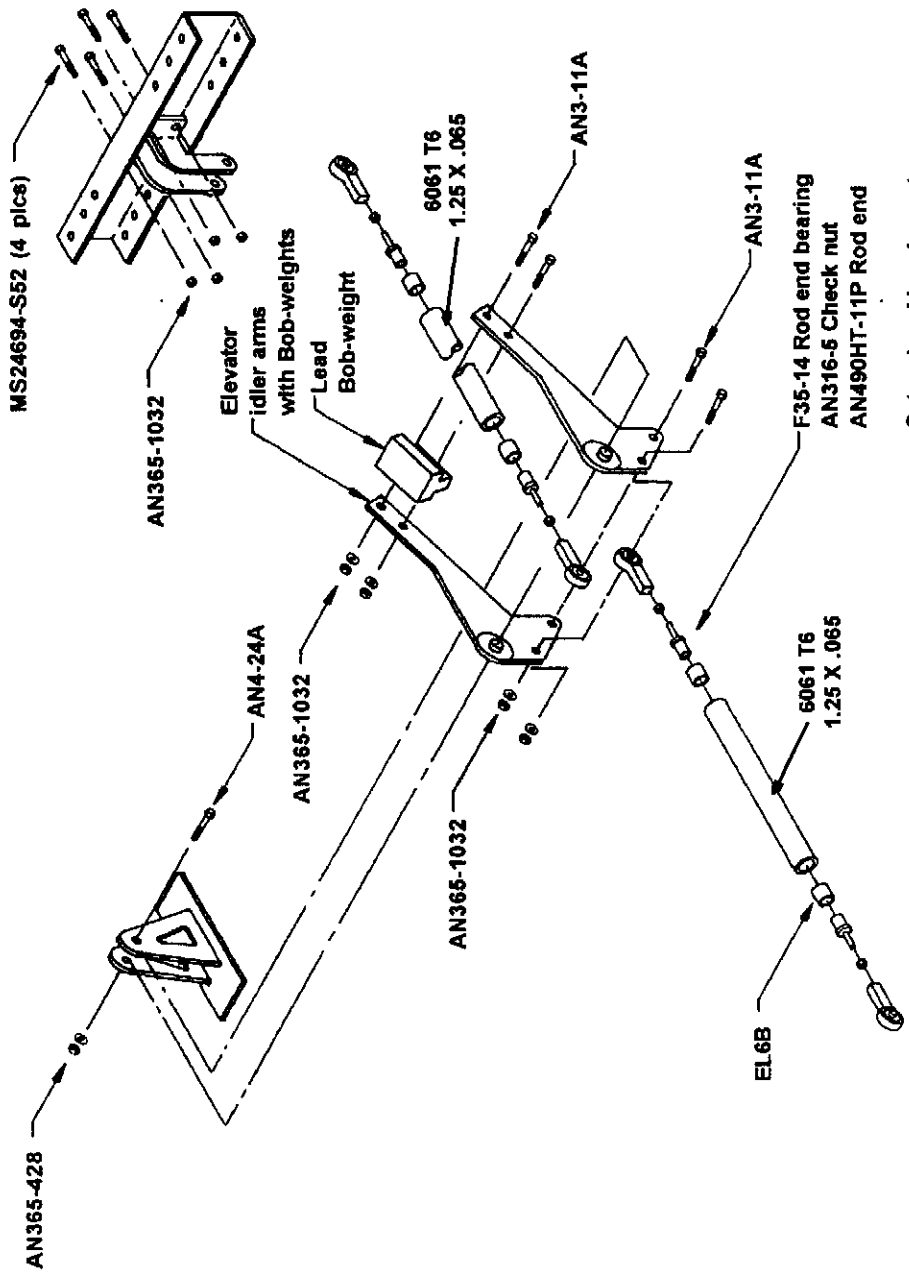 MS24694-S52 (4 plcs)
AN365-1032
Elevator
idler arms
with Bob-weights
Lead
Bob-weight
6061 T6
1.25 X .065
AN3-11A
AN3-11A
F35-14 Rod end bearing
AN316-5 Check nut
AN490HT-11P Rod end
AN4-24A
AN365-1032
AN365-1032
6061 T6
1.25 X .065
EL6B
AN365-428